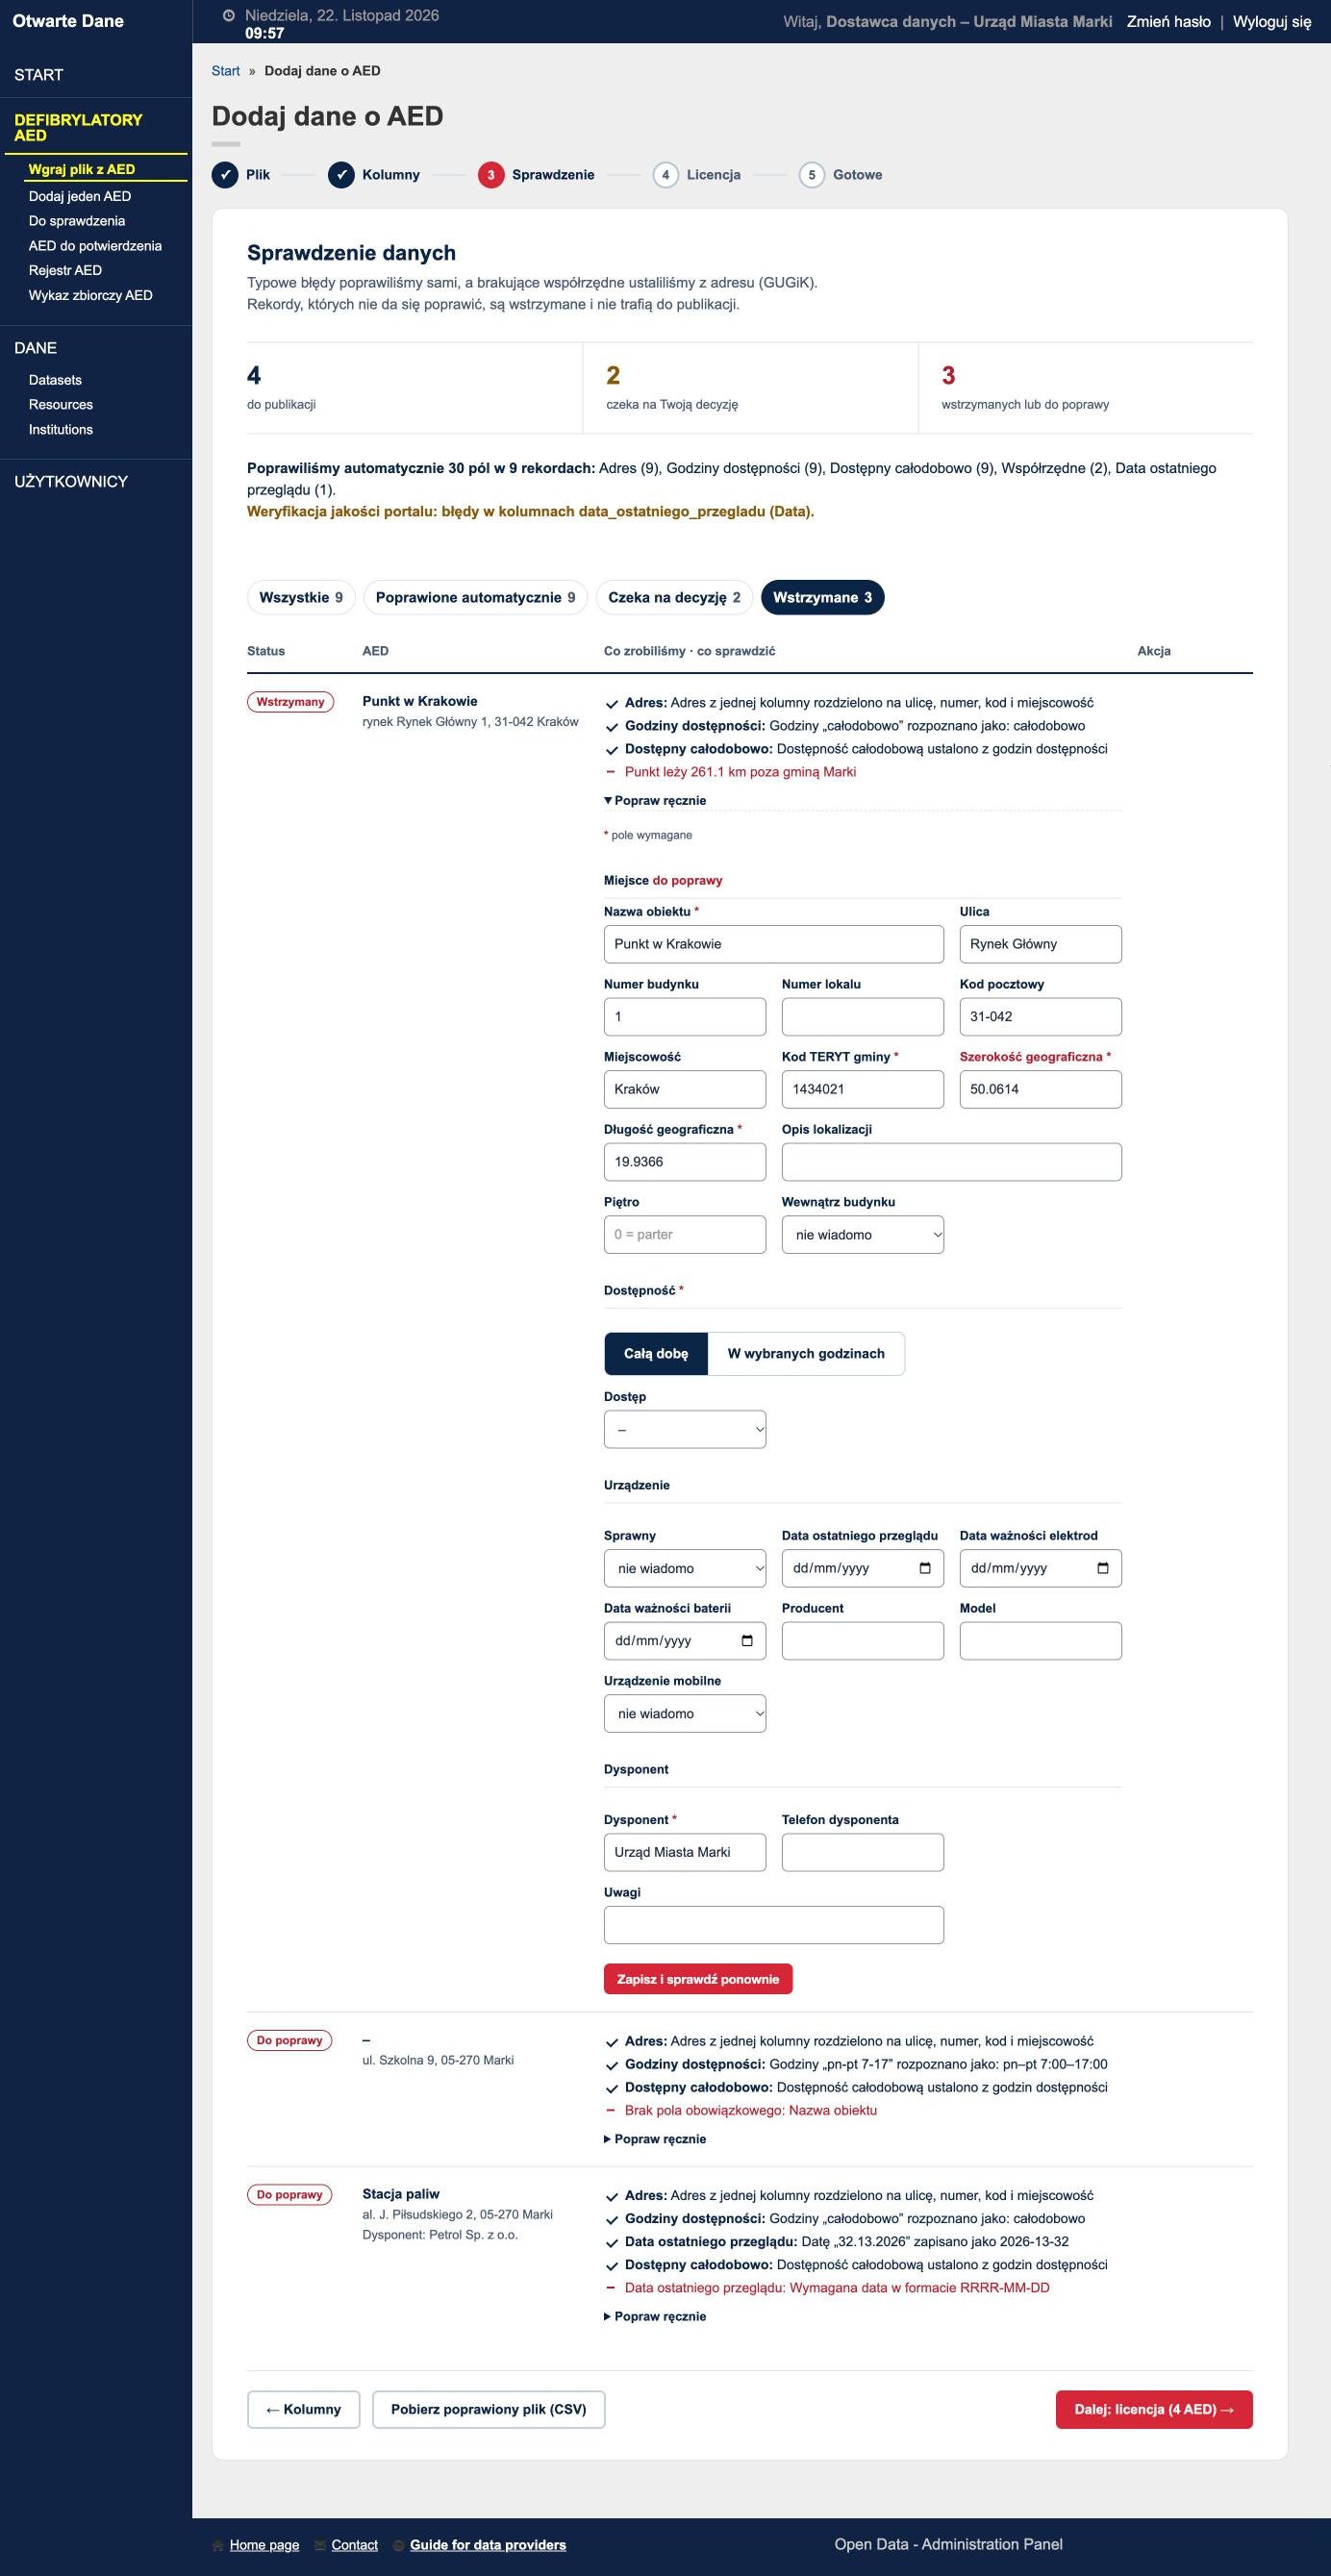 Otwarte Dane
Niedziela, 22. Listopad 2026
09:57
Witaj, Dostawca danych – Urząd Miasta Marki Zmień hasło | Wyloguj się
START
DEFIBRYLATORY
AED
Wgraj plik z AED
Dodaj jeden AED
Do sprawdzenia
AED do potwierdzenia
Rejestr AED
Wykaz zbiorczy AED
DANE
Datasets
Resources
Institutions
UŻYTKOWNICY
Start » Dodaj dane o AED
Dodaj dane o AED
✓ Plik ✓ Kolumny 3 Sprawdzenie 4 Licencja 5 Gotowe
Sprawdzenie danych
Typowe błędy poprawiliśmy sami, a brakujące współrzędne ustaliliśmy z adresu (GUGiK).
Rekordy, których nie da się poprawić, są wstrzymane i nie trafią do publikacji.
4
do publikacji
2
czeka na Twoją decyzję
3
wstrzymanych lub do poprawy
Poprawiliśmy automatycznie 30 pól w 9 rekordach: Adres (9), Godziny dostępności (9), Dostępny całodobowo (9), Współrzędne (2), Data ostatniego
przeglądu (1).
Weryfikacja jakości portalu: błędy w kolumnach data_ostatniego_przegladu (Data).
Wszystkie 9 Poprawione automatycznie 9 Czeka na decyzję 2 Wstrzymane 3
Status AED Co zrobiliśmy · co sprawdzić Akcja
Wstrzymany
Punkt w Krakowie
rynek Rynek Główny 1, 31-042 Kraków
✓ Adres: Adres z jednej kolumny rozdzielono na ulicę, numer, kod i miejscowość
✓ Godziny dostępności: Godziny „całodobowo” rozpoznano jako: całodobowo
✓ Dostępny całodobowo: Dostępność całodobową ustalono z godzin dostępności
– Punkt leży 261.1 km poza gminą Marki
▼ Popraw ręcznie
* pole wymagane
Miejsce do poprawy
Nazwa obiektu * Ulica
Punkt w Krakowie Rynek Główny
Numer budynku Numer lokalu Kod pocztowy
1 31-042
Miejscowość Kod TERYT gminy * Szerokość geograficzna *
Kraków 1434021 50.0614
Długość geograficzna * Opis lokalizacji
19.9366
Piętro Wewnątrz budynku
0 = parter nie wiadomo
Dostępność *
Całą dobę W wybranych godzinach
Dostęp
–
Urządzenie
Sprawny Data ostatniego przeglądu Data ważności elektrod
nie wiadomo dd/mm/yyyy dd/mm/yyyy
Data ważności baterii Producent Model
dd/mm/yyyy
Urządzenie mobilne
nie wiadomo
Dysponent
Dysponent * Telefon dysponenta
Urząd Miasta Marki
Uwagi
Zapisz i sprawdź ponownie
Do poprawy
–
ul. Szkolna 9, 05-270 Marki
✓ Adres: Adres z jednej kolumny rozdzielono na ulicę, numer, kod i miejscowość
✓ Godziny dostępności: Godziny „pn-pt 7-17” rozpoznano jako: pn–pt 7:00–17:00
✓ Dostępny całodobowo: Dostępność całodobową ustalono z godzin dostępności
– Brak pola obowiązkowego: Nazwa obiektu
▶ Popraw ręcznie
Do poprawy
Stacja paliw
al. J. Piłsudskiego 2, 05-270 Marki
Dysponent: Petrol Sp. z o.o.
✓ Adres: Adres z jednej kolumny rozdzielono na ulicę, numer, kod i miejscowość
✓ Godziny dostępności: Godziny „całodobowo” rozpoznano jako: całodobowo
✓ Data ostatniego przeglądu: Datę „32.13.2026” zapisano jako 2026-13-32
✓ Dostępny całodobowo: Dostępność całodobową ustalono z godzin dostępności
– Data ostatniego przeglądu: Wymagana data w formacie RRRR-MM-DD
▶ Popraw ręcznie
← Kolumny Pobierz poprawiony plik (CSV) Dalej: licencja (4 AED) →
Home page Contact Guide for data providers Open Data - Administration Panel